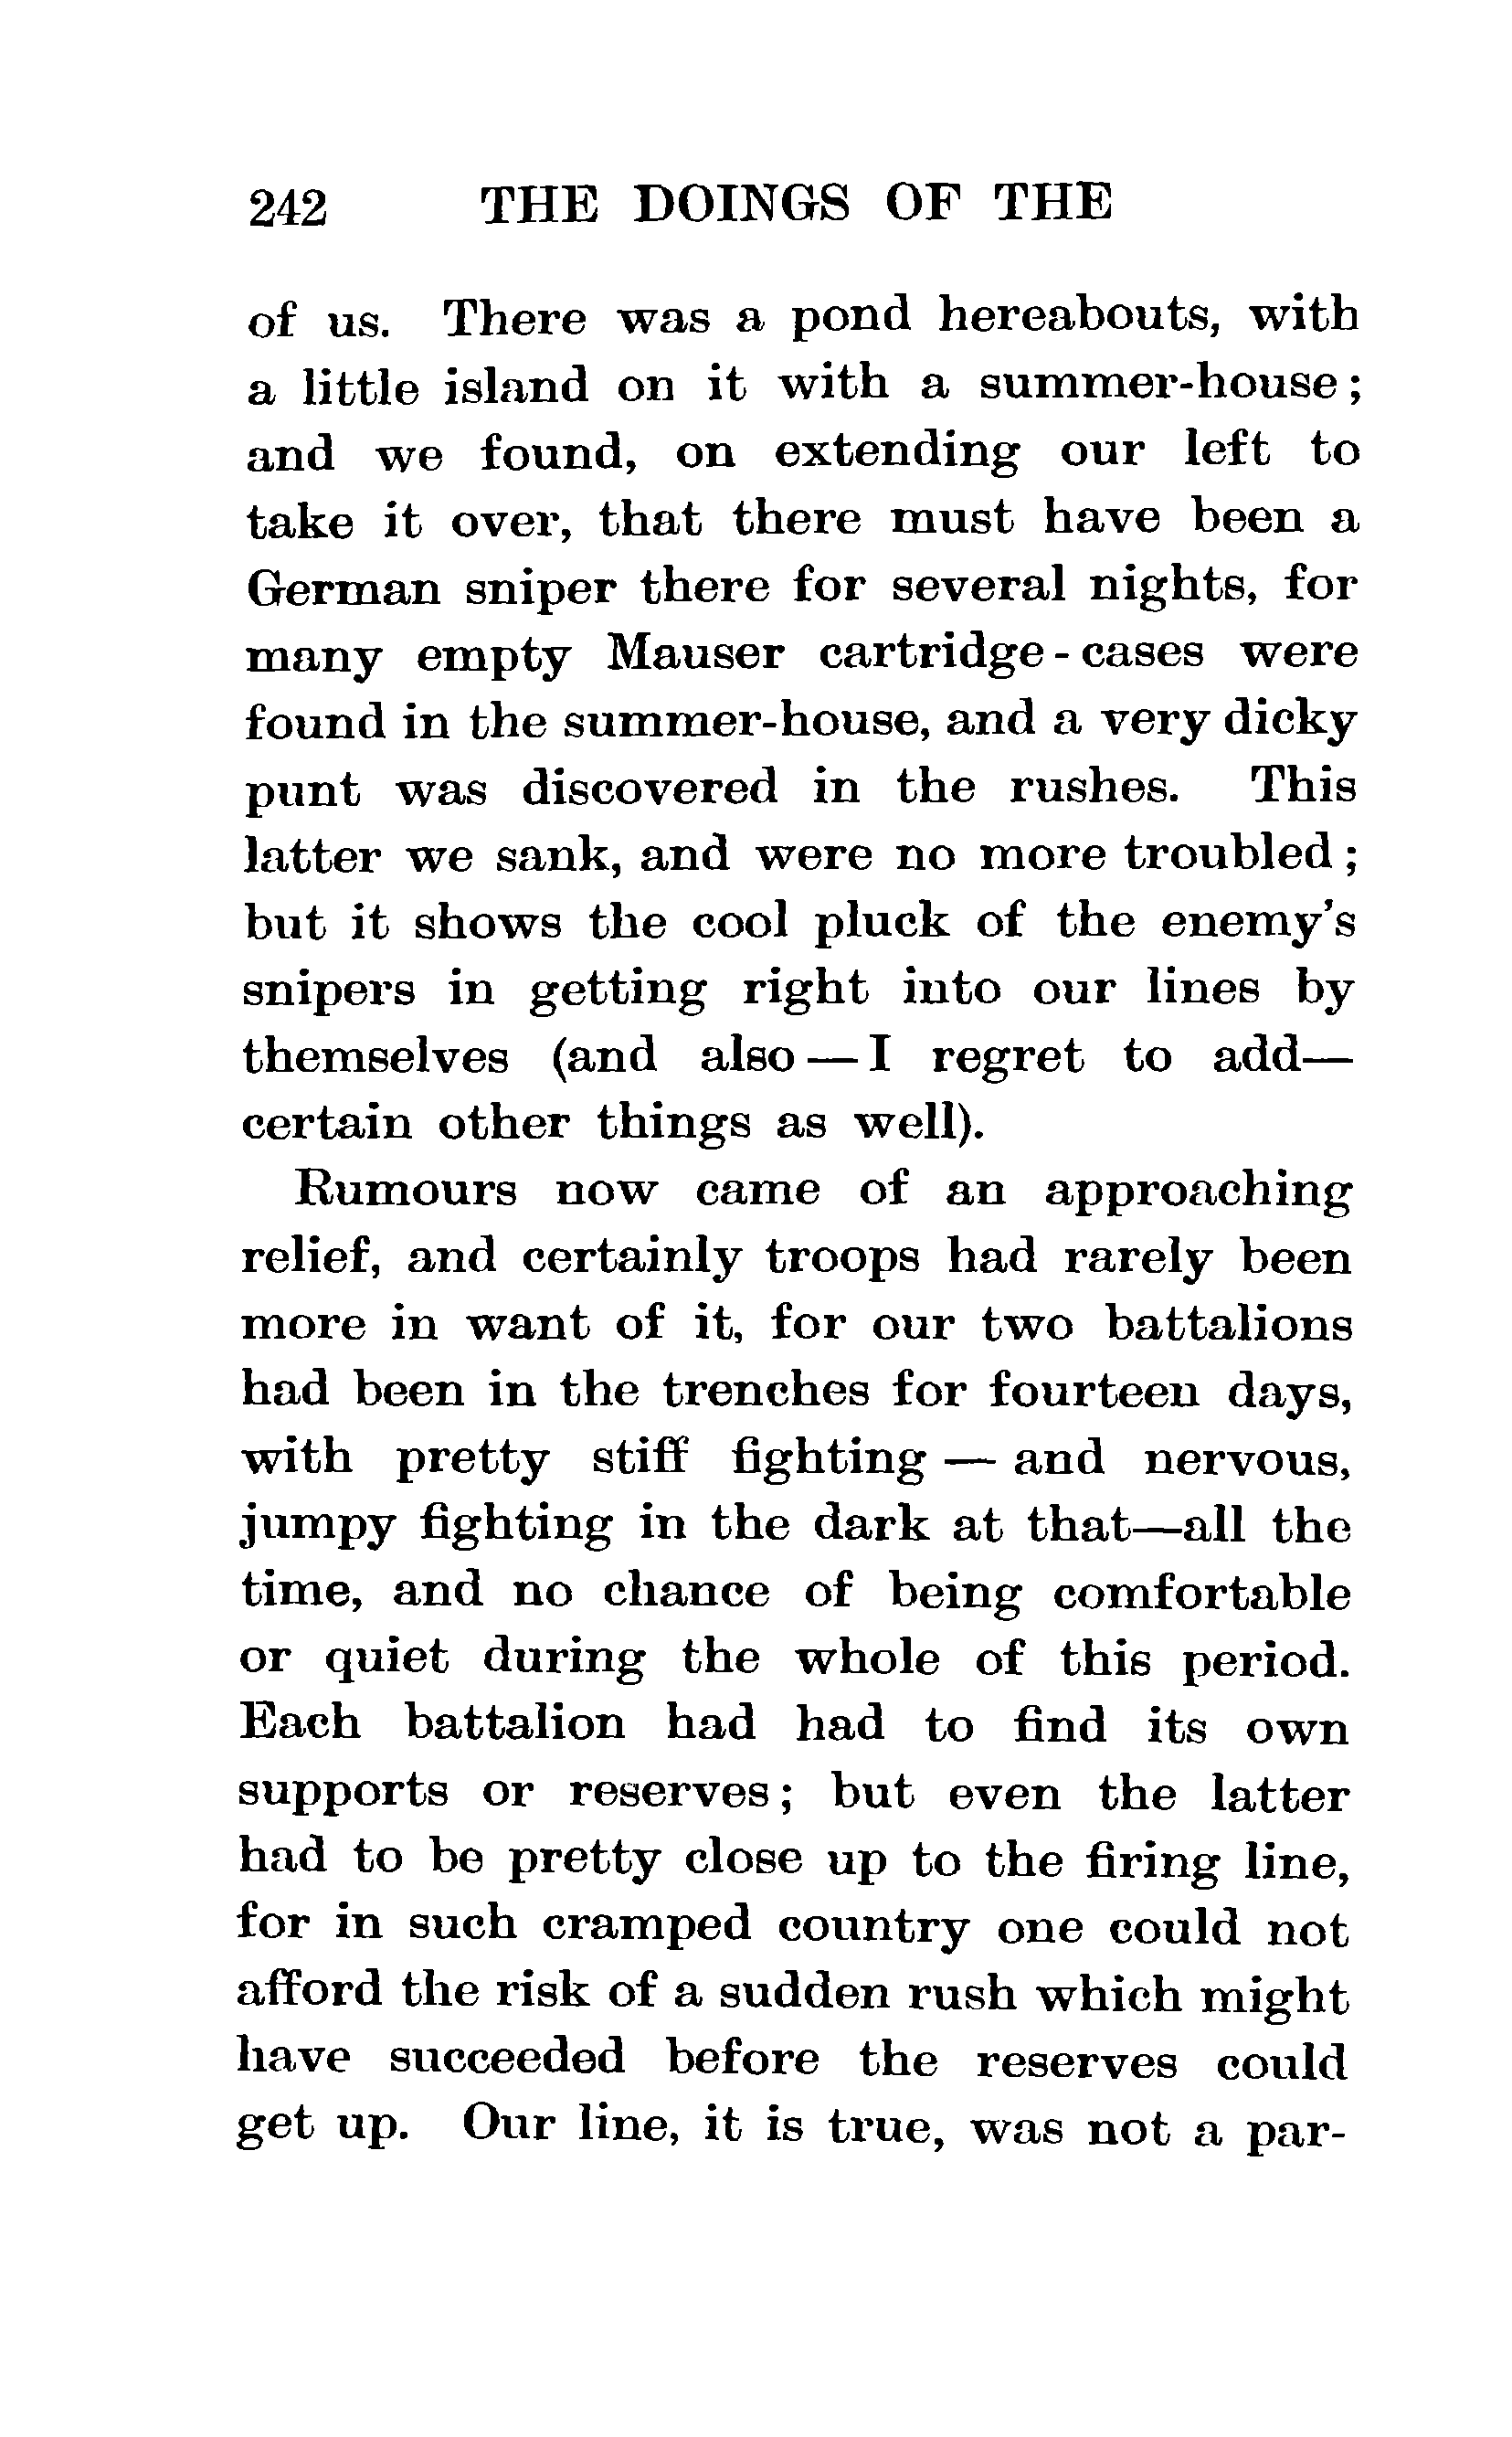 242 THE DOINGS OF THE
of us. There was a pond hereabouts, with
a little island on it with a summer-house;
and we found, on extending our left to
take it over, that there must have been a
German sniper there for several nights, for
many empty Mauser cartridge-cases were
found in the summer-house, and a very dicky
punt was discovered in the rushes. This
latter we sank, and were no more troubled;
but it shows the cool pluck of the enemy's
snipers in getting right into our lines by
themselves (and also—I regret to add—
certain other things as well).
Rumours now came of an approaching
relief, and certainly troops had rarely been
more in want of it, for our two battalions
had been in the trenches for fourteen days,
with pretty stiff fighting — and nervous,
jumpy fighting in the dark at that—all the
time, and no chance of being comfortable
or quiet during the whole of this period.
Each battalion had had to find its own
supports or reserves; but even the latter
had to be pretty close up to the firing line,
for in such cramped country one could not
afford the risk of a sudden rush which might
have succeeded before the reserves could
get up. Our line, it is true, was not a par-